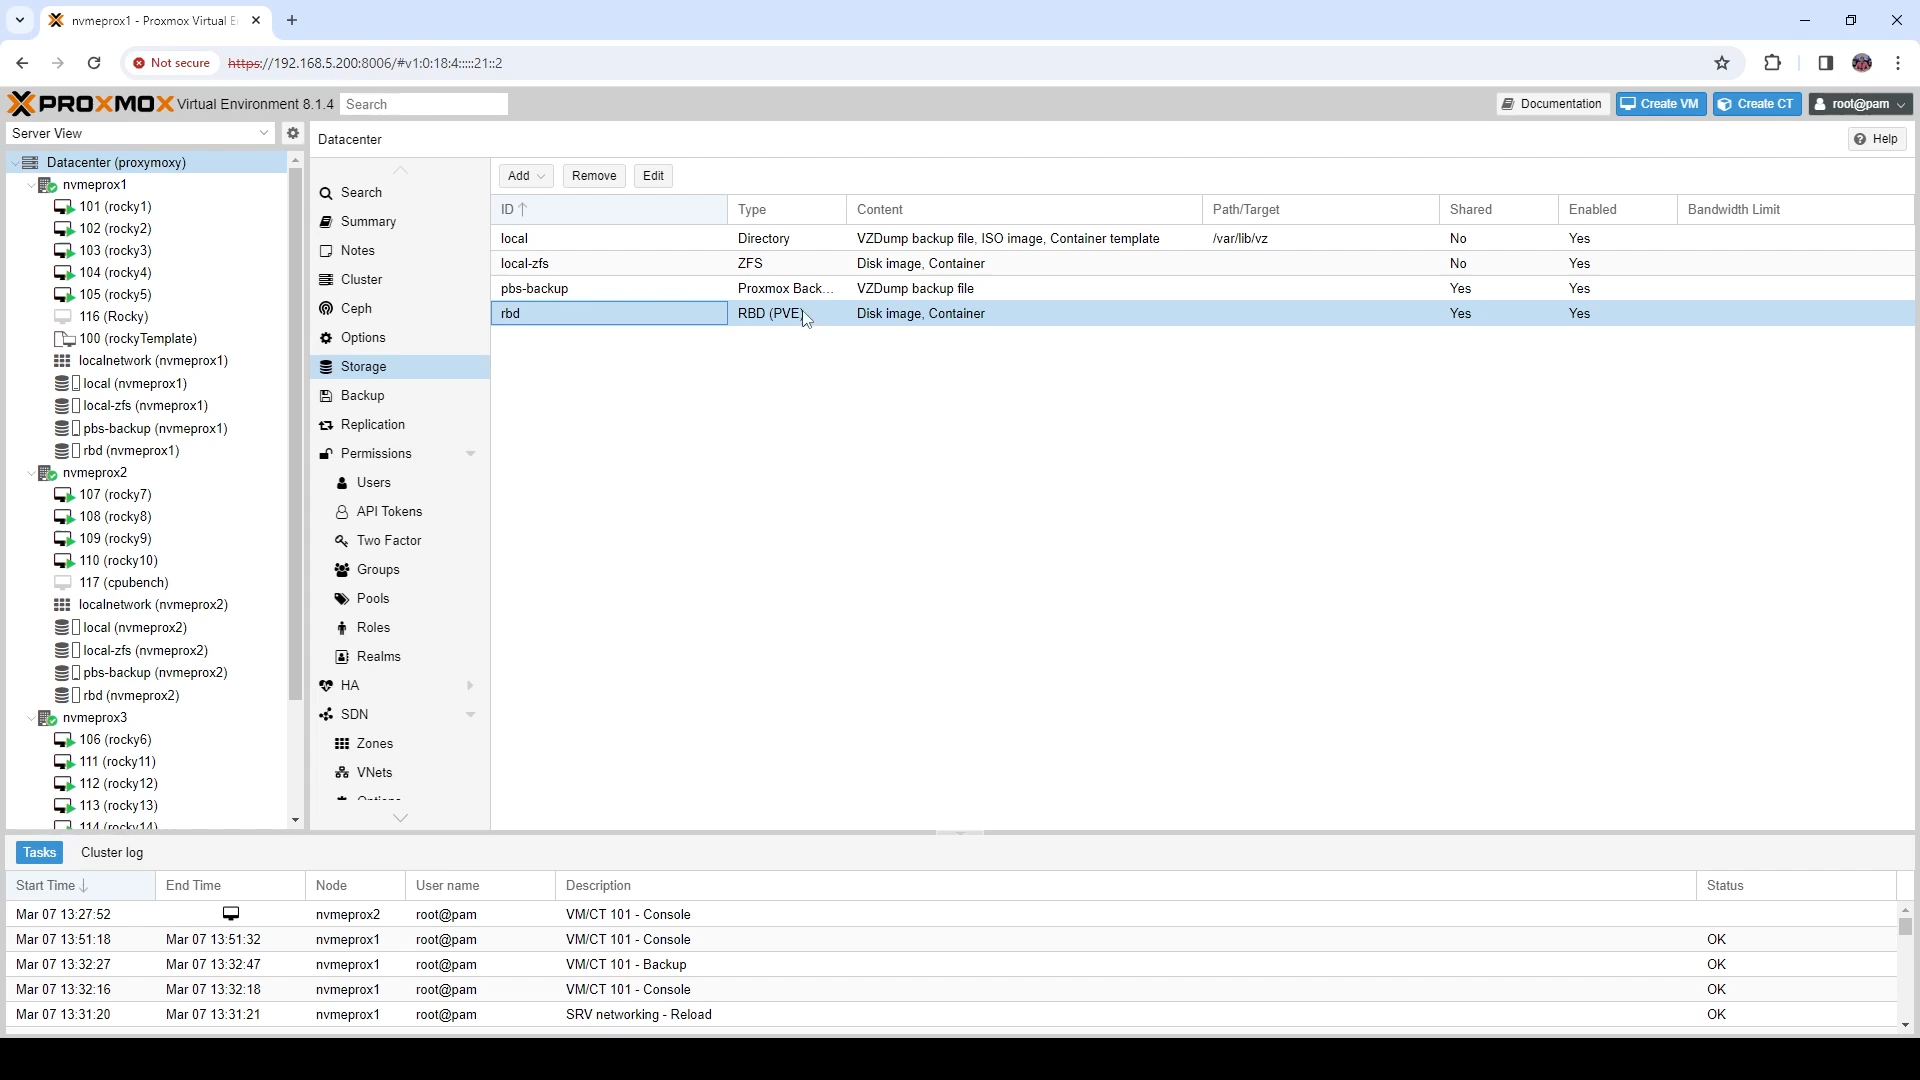 nvmeprox1 - Proxmox Virtual E
Not secure
https://192.168.5.200:8006/#v1:0:18:4:::::21::2
PROXMOX Virtual Environment 8.1.4
Search
Documentation
Create VM
Create CT
root@pam
Server View
Datacenter (proxymoxy)
nvmeprox1
101 (rocky1)
102 (rocky2)
103 (rocky3)
104 (rocky4)
105 (rocky5)
116 (Rocky)
100 (rockyTemplate)
localnetwork (nvmeprox1)
local (nvmeprox1)
local-zfs (nvmeprox1)
pbs-backup (nvmeprox1)
rbd (nvmeprox1)
nvmeprox2
107 (rocky7)
108 (rocky8)
109 (rocky9)
110 (rocky10)
117 (cpubench)
localnetwork (nvmeprox2)
local (nvmeprox2)
local-zfs (nvmeprox2)
pbs-backup (nvmeprox2)
rbd (nvmeprox2)
nvmeprox3
106 (rocky6)
111 (rocky11)
112 (rocky12)
113 (rocky13)
114 (rocky14)
Datacenter
Help
Search
Summary
Notes
Cluster
Ceph
Options
Storage
Backup
Replication
Permissions
Users
API Tokens
Two Factor
Groups
Pools
Roles
Realms
HA
SDN
Zones
VNets
Options
Add
Remove
Edit
ID Type Content Path/Target Shared Enabled Bandwidth Limit
local Directory VZDump backup file, ISO image, Container template /var/lib/vz No Yes
local-zfs ZFS Disk image, Container No Yes
pbs-backup Proxmox Back... VZDump backup file Yes Yes
rbd RBD (PVE) Disk image, Container Yes Yes
Tasks Cluster log
Start Time End Time Node User name Description Status
Mar 07 13:27:52 nvmeprox2 root@pam VM/CT 101 - Console
Mar 07 13:51:18 Mar 07 13:51:32 nvmeprox1 root@pam VM/CT 101 - Console OK
Mar 07 13:32:27 Mar 07 13:32:47 nvmeprox1 root@pam VM/CT 101 - Backup OK
Mar 07 13:32:16 Mar 07 13:32:18 nvmeprox1 root@pam VM/CT 101 - Console OK
Mar 07 13:31:20 Mar 07 13:31:21 nvmeprox1 root@pam SRV networking - Reload OK